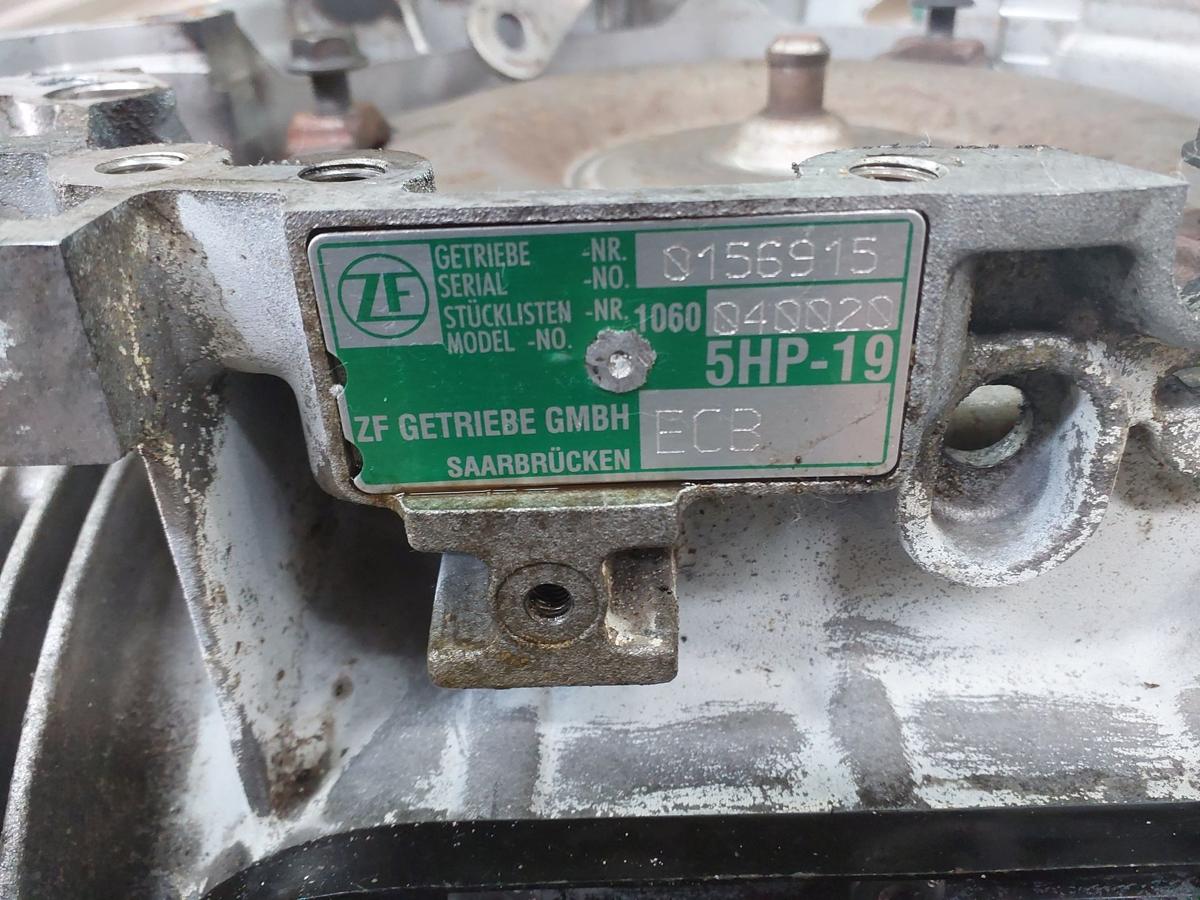 ZF
GETRIEBE -NR. 0156915
SERIAL -NO.
STÜCKLISTEN -NR. 1060 040020
MODEL -NO.
5HP-19
ZF GETRIEBE GMBH ECB
SAARBRÜCKEN